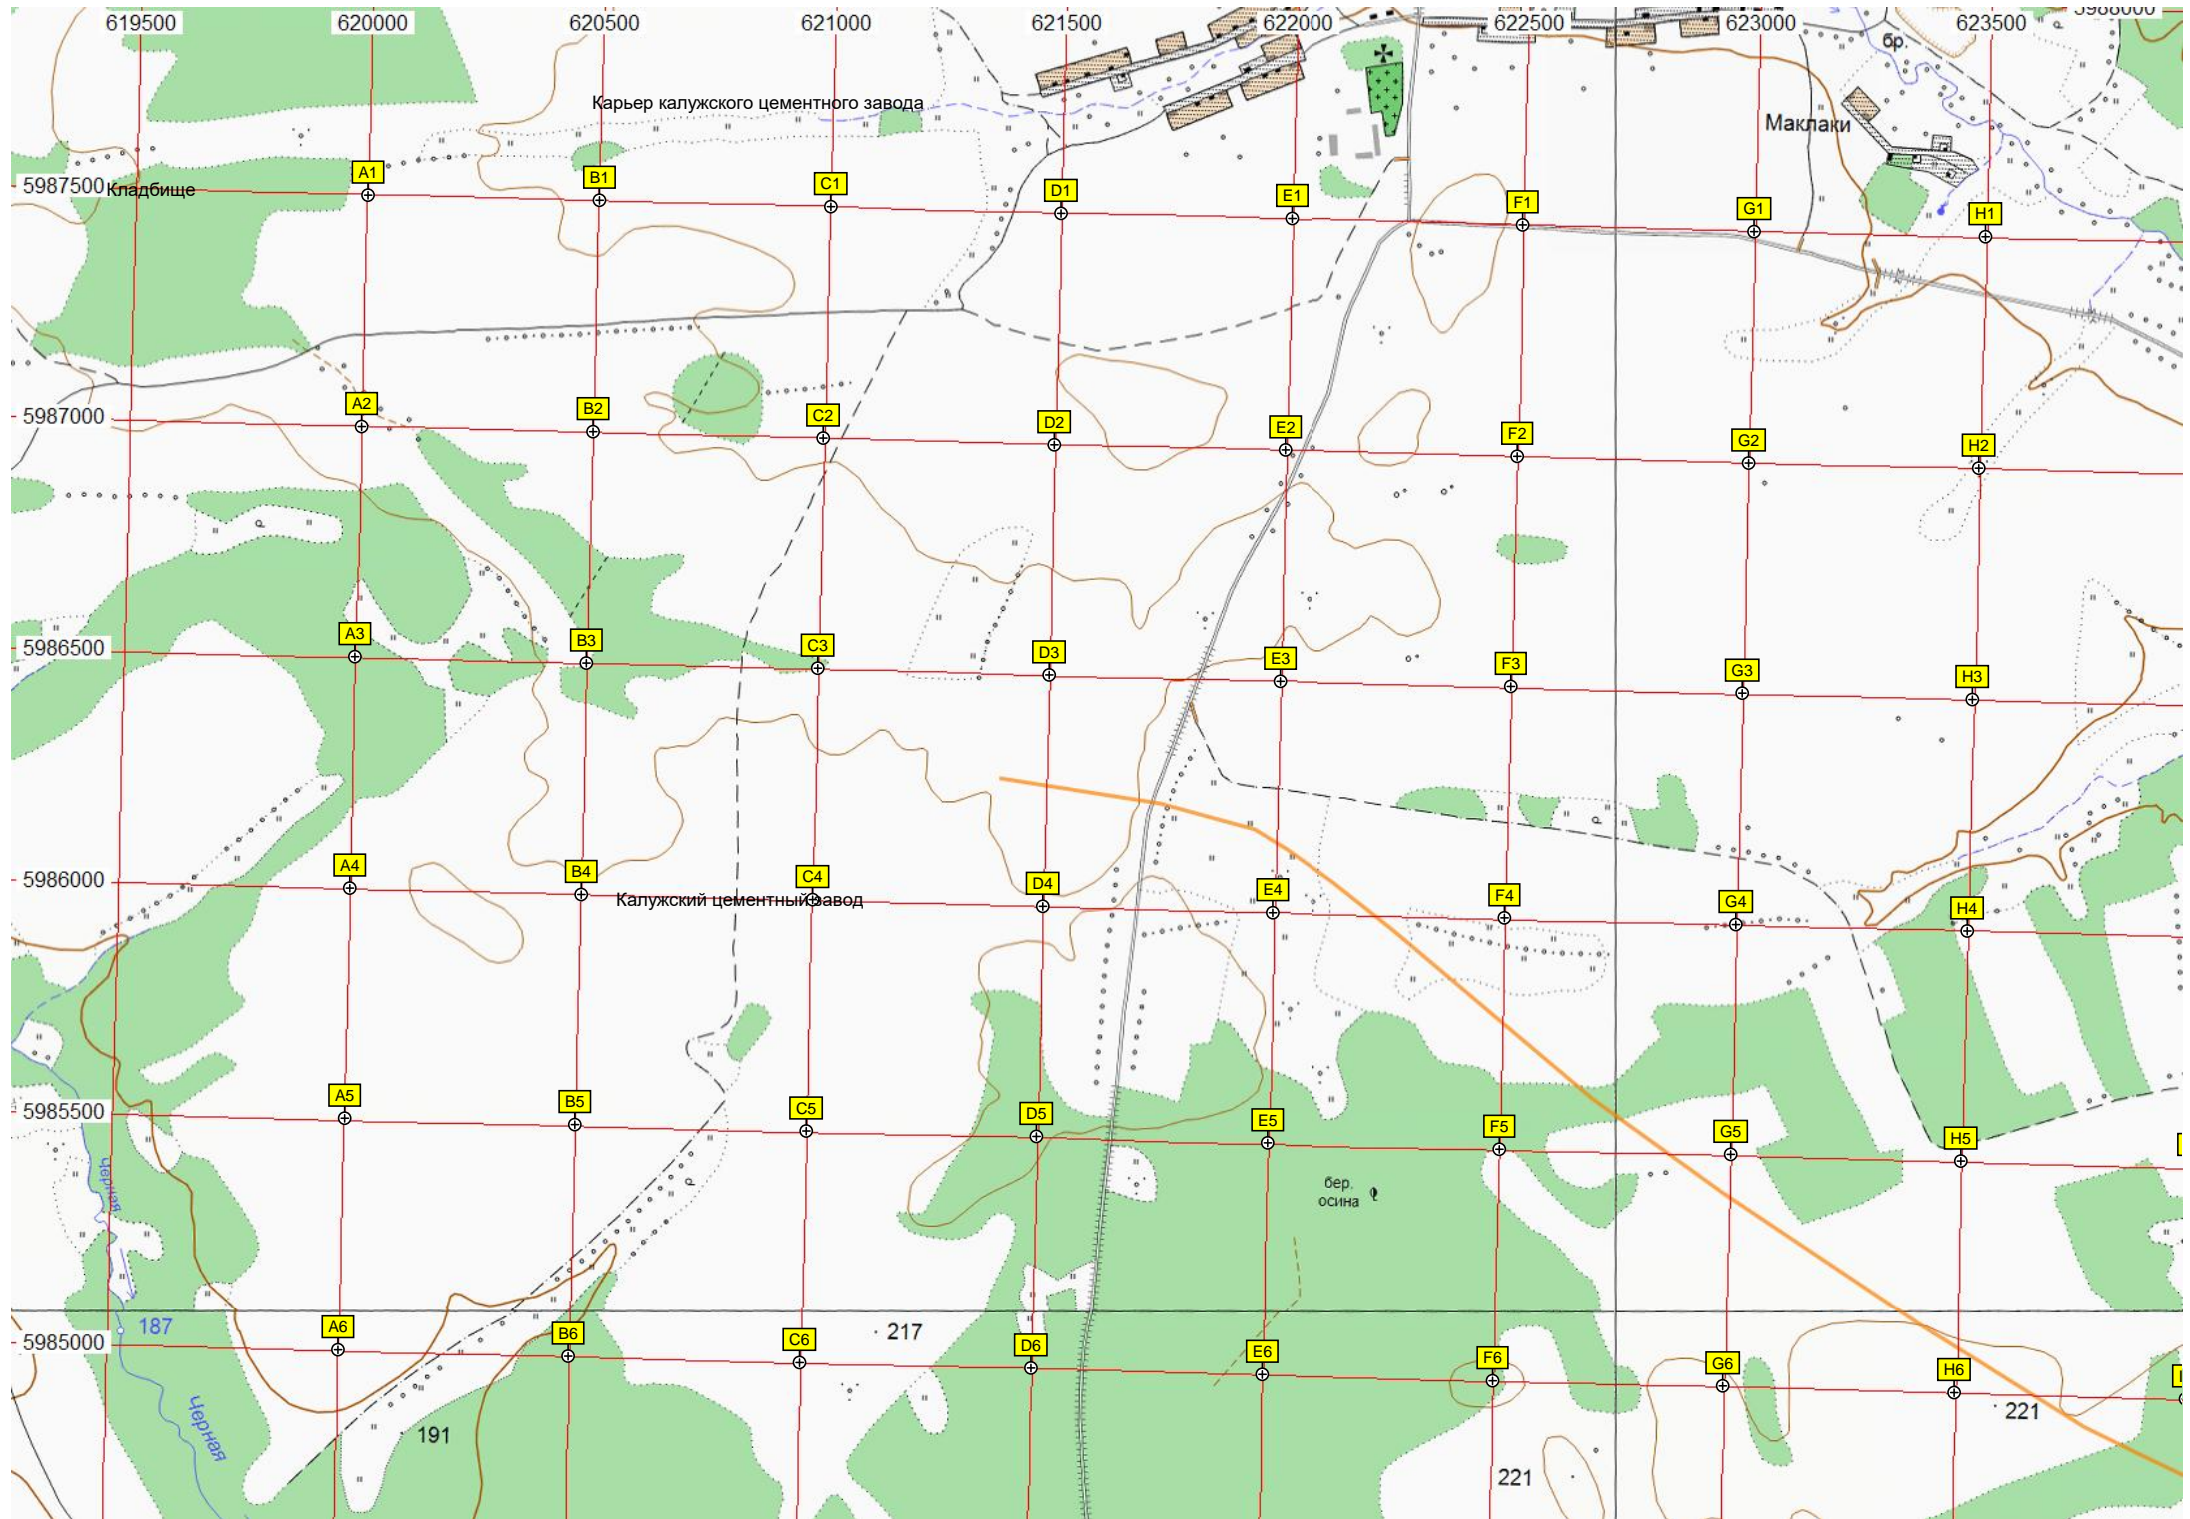 5988000
619500 620000 620500 621000 621500 622000 622500 623000 623500
бр.
Карьер калужского цементного завода
Маклаки
5987500 Кладбище
A1 B1 C1 D1 E1 F1 G1 H1
5987000
A2 B2 C2 D2 E2 F2 G2 H2
5986500
A3 B3 C3 D3 E3 F3 G3 H3
5986000
A4 B4 C4 D4 E4 F4 G4 H4
Калужский цементный завод
5985500
A5 B5 C5 D5 E5 F5 G5 H5
Черная
бер.
осина
187
217
5985000
A6 B6 C6 D6 E6 F6 G6 H6
Черная
191
221
221